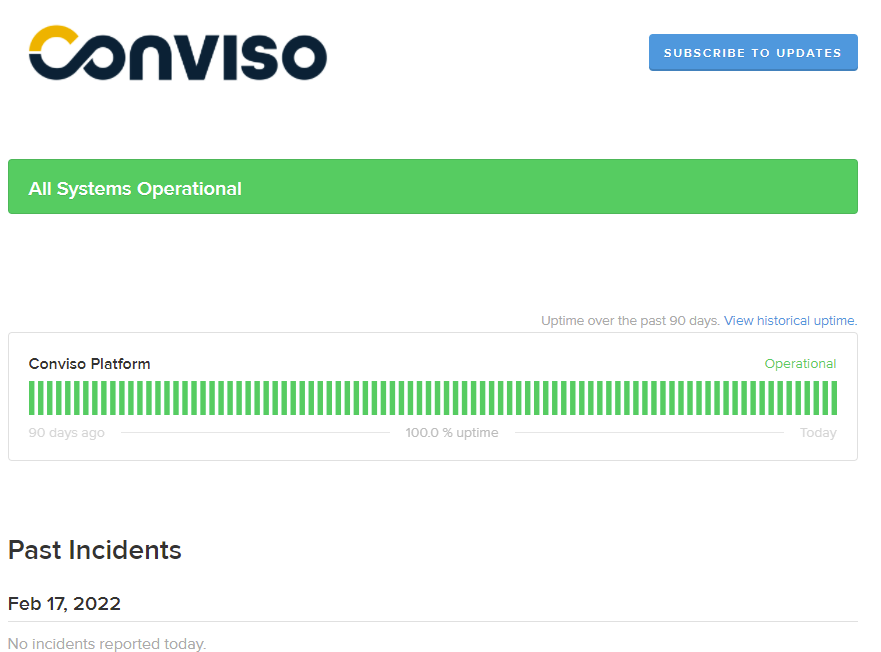 Conviso
SUBSCRIBE TO UPDATES
All Systems Operational
Uptime over the past 90 days. View historical uptime.
Conviso Platform
Operational
90 days ago
100.0 % uptime
Today
Past Incidents
Feb 17, 2022
No incidents reported today.